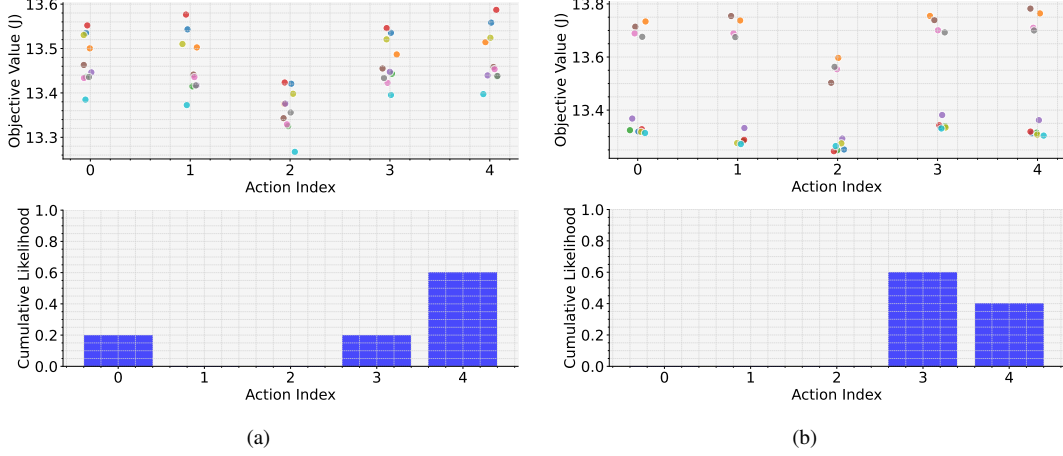 13.6
13.5
13.4
13.3
Objective Value (J)
0 1 2 3 4
Action Index
1.0
0.8
0.6
0.4
0.2
0.0
Cumulative Likelihood
0 1 2 3 4
Action Index
(a)
13.8
13.6
13.4
Objective Value (J)
0 1 2 3 4
Action Index
1.0
0.8
0.6
0.4
0.2
0.0
Cumulative Likelihood
0 1 2 3 4
Action Index
(b)